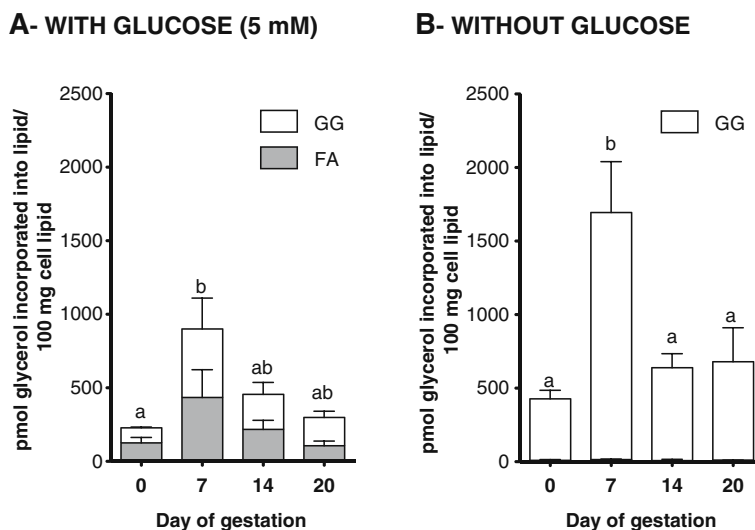 A- WITH GLUCOSE (5 mM)
pmol glycerol incorporated into lipid/
100 mg cell lipid
2500
2000
1500
1000
500
0
GG
FA
a
b
ab
ab
0
7
14
20
Day of gestation
B- WITHOUT GLUCOSE
pmol glycerol incorporated into lipid/
100 mg cell lipid
2500
2000
1500
1000
500
0
GG
a
b
a
a
0
7
14
20
Day of gestation